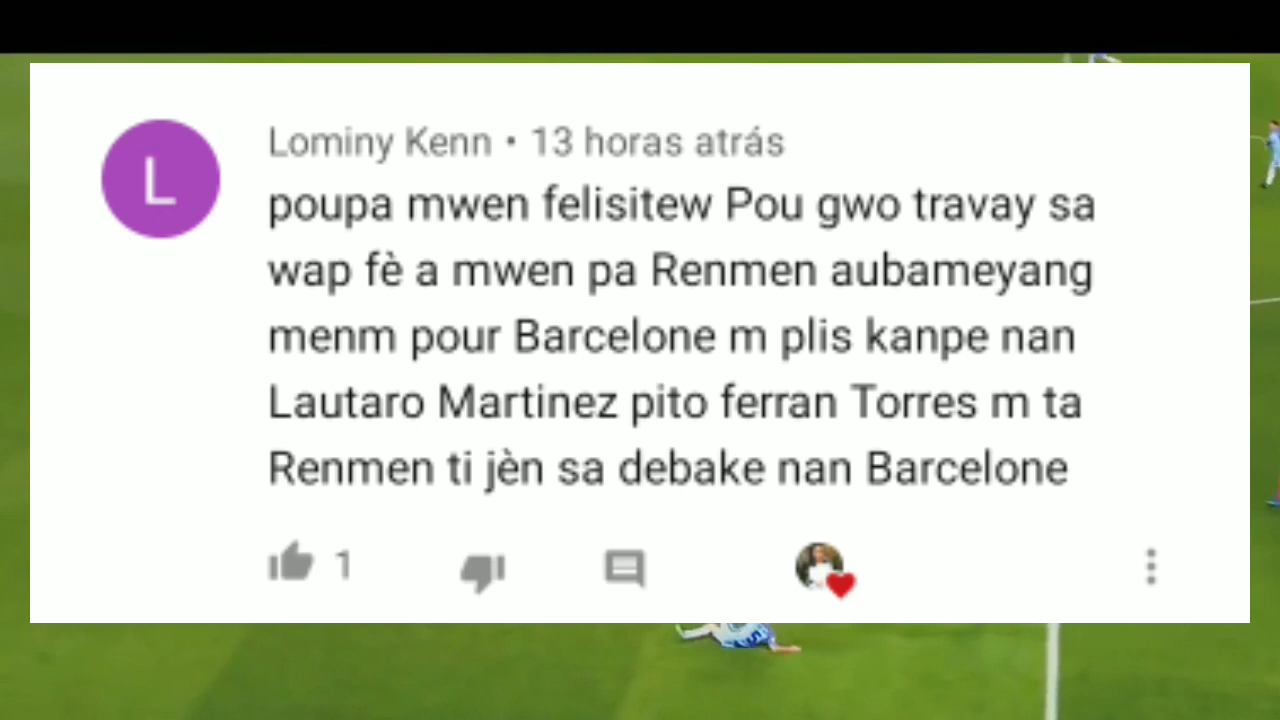 L
Lominy Kenn • 13 horas atrás
poupa mwen felisitew Pou gwo travay sa
wap fè a mwen pa Renmen aubameyang
menm pour Barcelone m plis kanpe nan
Lautaro Martinez pito ferran Torres m ta
Renmen ti jèn sa debake nan Barcelone
1
5